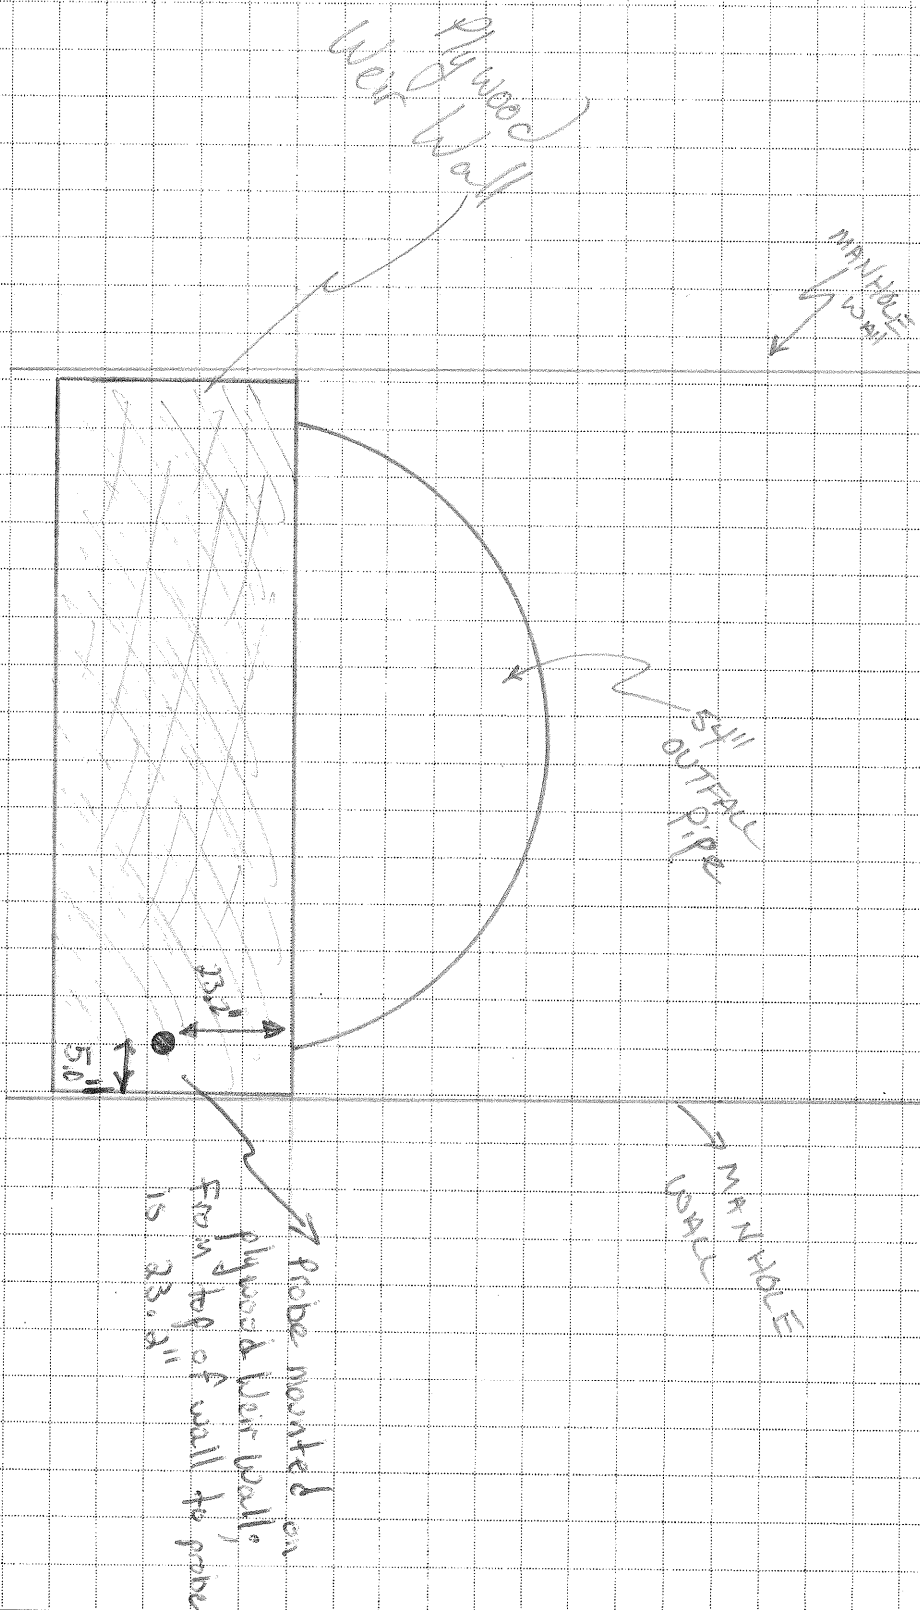 Plywood
Weir Wall
MANHOLE
WALL
54"
OUTFALL
pipe
MANHOLE
WALL
23.2"
5.0"
Probe mounted on
plywood Weir Wall;
From top of wall to probe
is 23.2"